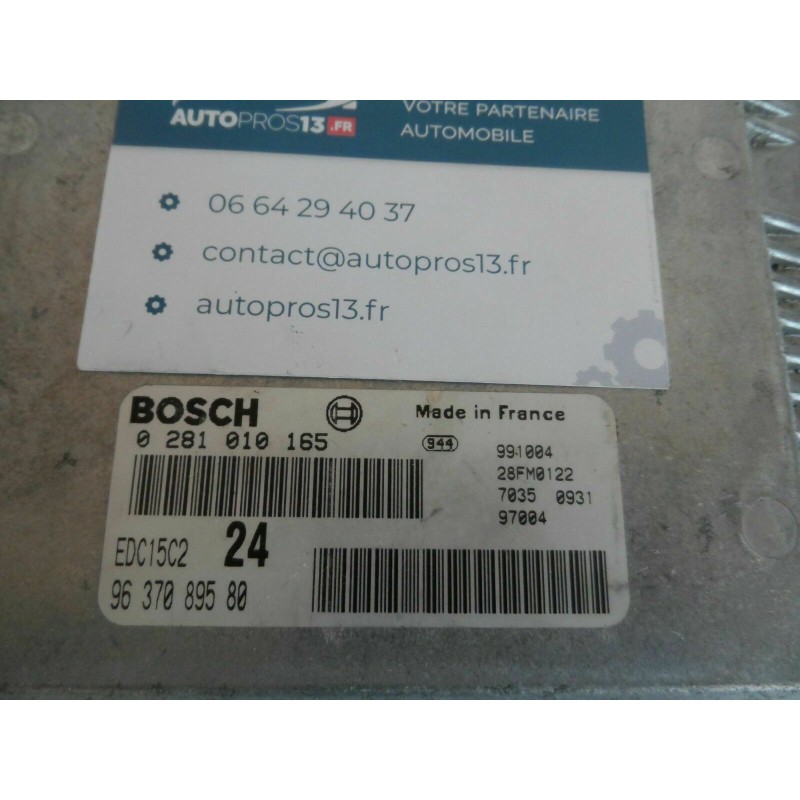 AUTOPROS13.FR
VOTRE PARTENAIRE
AUTOMOBILE
06 64 29 40 37
contact@autopros13.fr
autopros13.fr
BOSCH
Made in France
0 281 010 165
944
991004
28FM0122
7035 0931
97004
EDC15C2 24
96 370 895 80